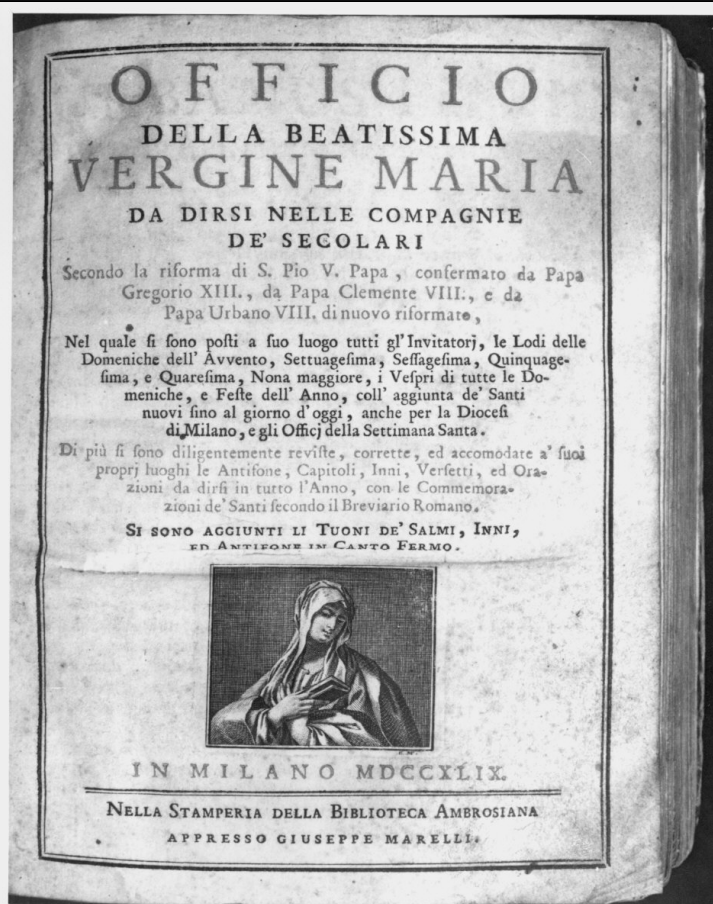 OFFICIO
DELLA BEATISSIMA
VERGINE MARIA
DA DIRSI NELLE COMPAGNIE
DE' SECOLARI
Secondo la riforma di S. Pio V. Papa, confermato da Papa
Gregorio XIII., da Papa Clemente VIII., e da
Papa Urbano VIII. di nuovo riformato,
Nel quale ſi ſono poſti a ſuo luogo tutti gl'Invitatorj, le Lodi delle
Domeniche dell' Avvento, Settuageſima, Seſſageſima, Quinquage-
ſima, e Quareſima, Nona maggiore, i Veſpri di tutte le Do-
meniche, e Feſte dell' Anno, coll' aggiunta de' Santi
nuovi ſino al giorno d'oggi, anche per la Dioceſi
di Milano, e gli Officj della Settimana Santa.
Di più ſi ſono diligentemente reviſte, corrette, ed accomodate a' ſuoi
proprj luoghi le Antifone, Capitoli, Inni, Verſetti, ed Ora-
zioni da dirſi in tutto l'Anno, con le Commemora-
zioni de' Santi ſecondo il Breviario Romano.
SI SONO AGGIUNTI LI TUONI DE' SALMI, INNI,
ED ANTIFONE IN CANTO FERMO.
IN MILANO MDCCXLIX.
NELLA STAMPERIA DELLA BIBLIOTECA AMBROSIANA
APPRESSO GIUSEPPE MARELLI.